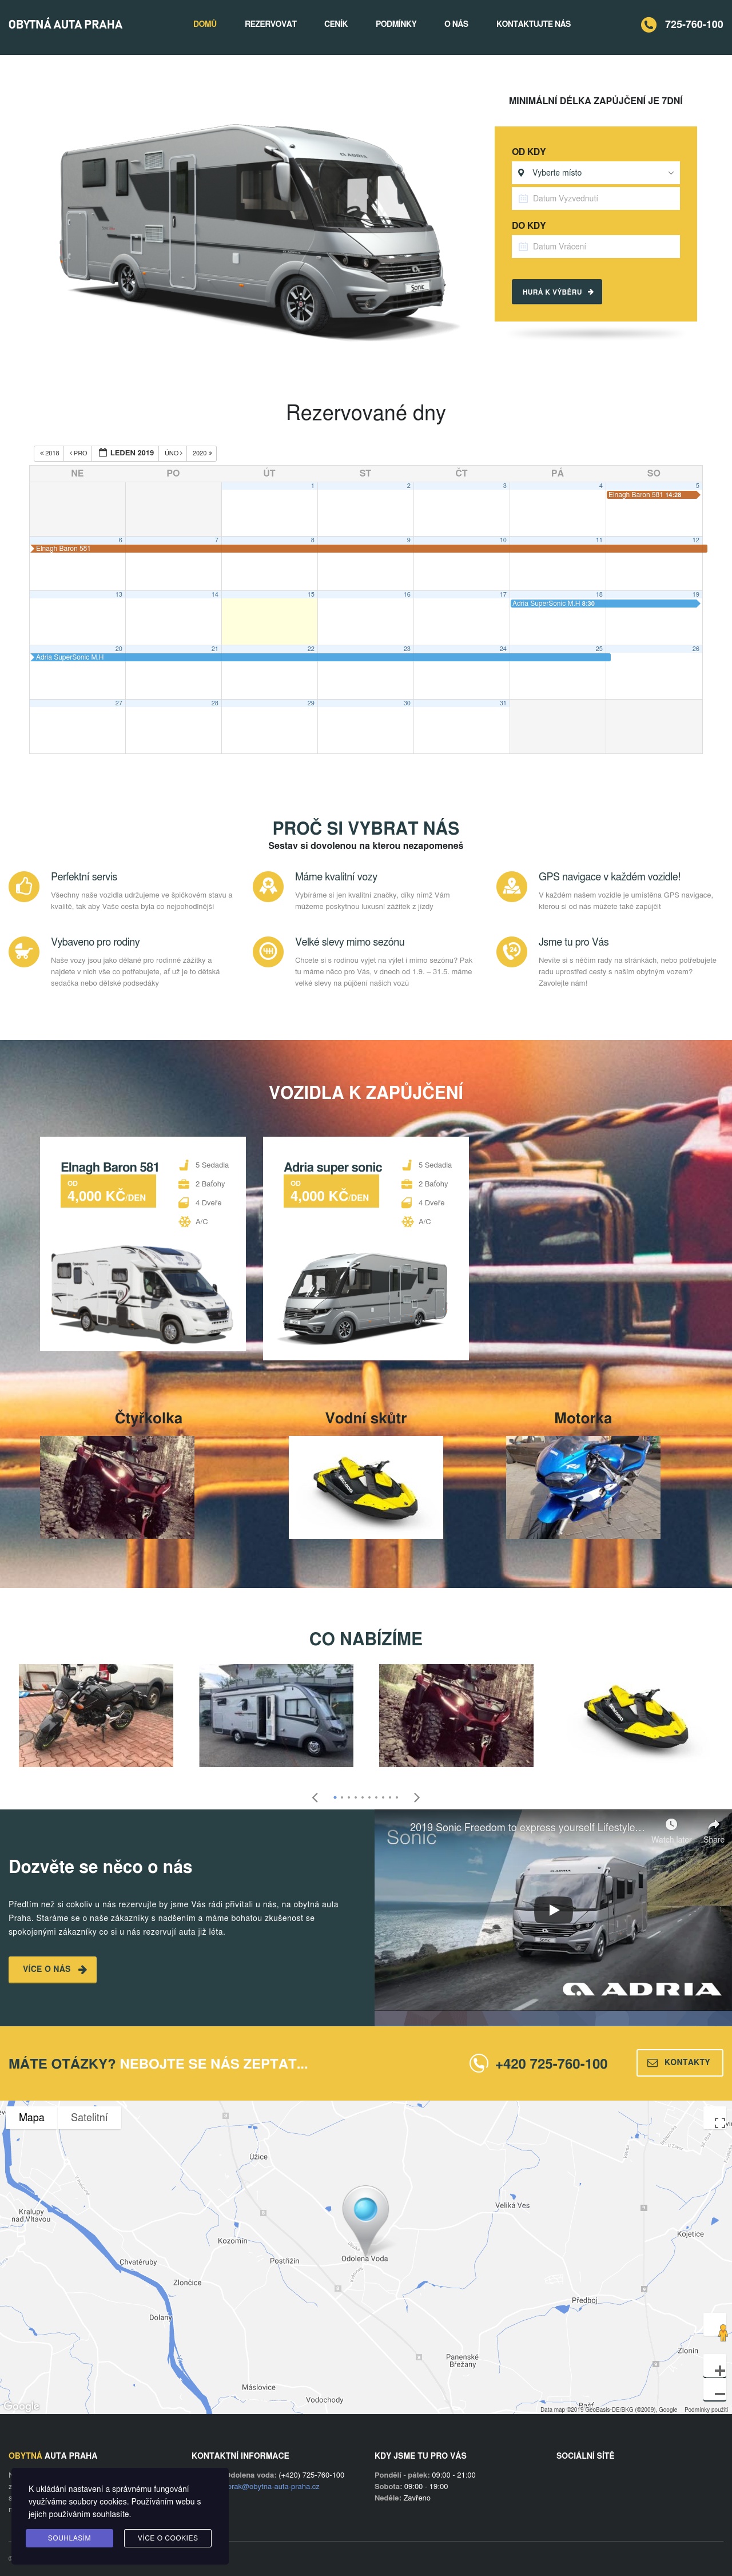 OBYTNÁ AUTA PRAHA
DOMŮ
REZERVOVAT
CENÍK
PODMÍNKY
O NÁS
KONTAKTUJTE NÁS
725-760-100
MINIMÁLNÍ DÉLKA ZAPŮJČENÍ JE 7DNÍ
OD KDY
Vyberte místo
Datum Vyzvednutí
DO KDY
Datum Vrácení
HURÁ K VÝBĚRU
ADRIA
Sonic
Rezervované dny
« 2018
‹ PRO
LEDEN 2019
ÚNO ›
2020 »
NE PO ÚT ST ČT PÁ SO
1 2 3 4 5
Elnagh Baron 581 14:28
6 7 8 9 10 11 12
Elnagh Baron 581
13 14 15 16 17 18 19
Adria SuperSonic M.H 8:30
20 21 22 23 24 25 26
Adria SuperSonic M.H
27 28 29 30 31
PROČ SI VYBRAT NÁS
Sestav si dovolenou na kterou nezapomeneš
Perfektní servis
Všechny naše vozidla udržujeme ve špičkovém stavu a
kvalitě, tak aby Vaše cesta byla co nejpohodlnější
Máme kvalitní vozy
Vybíráme si jen kvalitní značky, díky nimž Vám
můžeme poskytnou luxusní zážitek z jízdy
GPS navigace v každém vozidle!
V každém našem vozidle je umístěna GPS navigace,
kterou si od nás můžete také zapůjčit
Vybaveno pro rodiny
Naše vozy jsou jako dělané pro rodinné zážitky a
najdete v nich vše co potřebujete, ať už je to dětská
sedačka nebo dětské podsedáky
Velké slevy mimo sezónu
Chcete si s rodinou vyjet na výlet i mimo sezónu? Pak
tu máme něco pro Vás, v dnech od 1.9. – 31.5. máme
velké slevy na půjčení našich vozů
24
Jsme tu pro Vás
Nevíte si s něčím rady na stránkách, nebo potřebujete
radu uprostřed cesty s naším obytným vozem?
Zavolejte nám!
VOZIDLA K ZAPŮJČENÍ
Elnagh Baron 581
OD
4,000 KČ/DEN
5 Sedadla
2 Baťohy
4 Dveře
A/C
Adria super sonic
OD
4,000 KČ/DEN
5 Sedadla
2 Baťohy
4 Dveře
A/C
Čtyřkolka
Vodní skůtr
Motorka
CO NABÍZÍME
Dozvěte se něco o nás
Předtím než si cokoliv u nás rezervujte by jsme Vás rádi přivítali u nás, na obytná auta
Praha. Staráme se o naše zákazníky s nadšením a máme bohatou zkušenost se
spokojenými zákazníky co si u nás rezervují auta již léta.
VÍCE O NÁS
2019 Sonic Freedom to express yourself Lifestyle...
Sonic
Watch later
Share
ADRIA
MÁTE OTÁZKY? NEBOJTE SE NÁS ZEPTAT...
+420 725-760-100
KONTAKTY
Mapa
Satelitní
Úžice
Kralupy
nad Vltavou
Veliká Ves
Kojetice
Kozomín
Postřižín
Odolena Voda
Chvatěruby
Zlončice
Předboj
Dolany
Zlonín
Panenské
Břežany
Máslovice
Vodochody
Bašť
Google
Data map ©2019 GeoBasis-DE/BKG (©2009), Google
Podmínky použití
OBYTNÁ AUTA PRAHA
KONTAKTNÍ INFORMACE
Odolena voda: (+420) 725-760-100
orak@obytna-auta-praha.cz
KDY JSME TU PRO VÁS
Pondělí - pátek: 09:00 - 21:00
Sobota: 09:00 - 19:00
Neděle: Zavřeno
SOCIÁLNÍ SÍTĚ
K ukládání nastavení a správnému fungování
využíváme soubory cookies. Používáním webu s
jejich používáním souhlasíte.
SOUHLASÍM
VÍCE O COOKIES